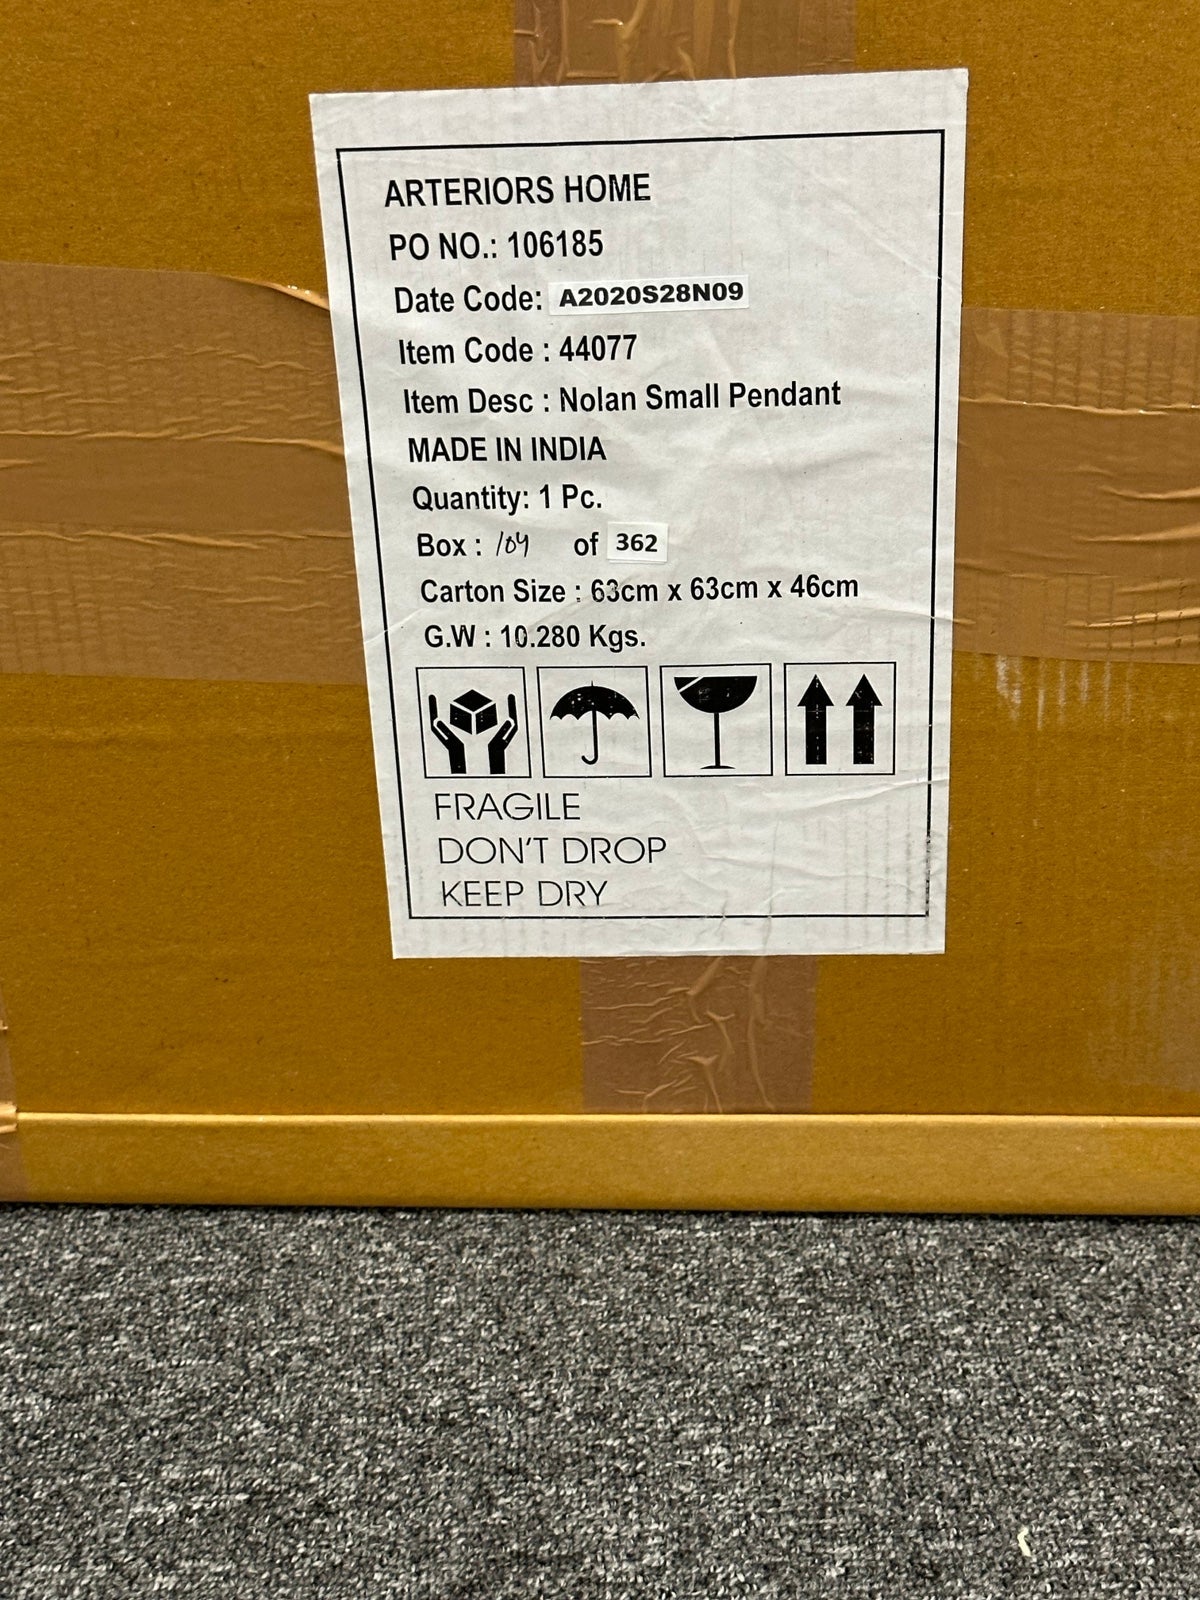 ARTERIORS HOME
PO NO.: 106185
Date Code: A2020S28N09
Item Code : 44077
Item Desc : Nolan Small Pendant
MADE IN INDIA
Quantity: 1 Pc.
Box : 104 of 362
Carton Size : 63cm x 63cm x 46cm
G.W : 10.280 Kgs.
FRAGILE
DON'T DROP
KEEP DRY